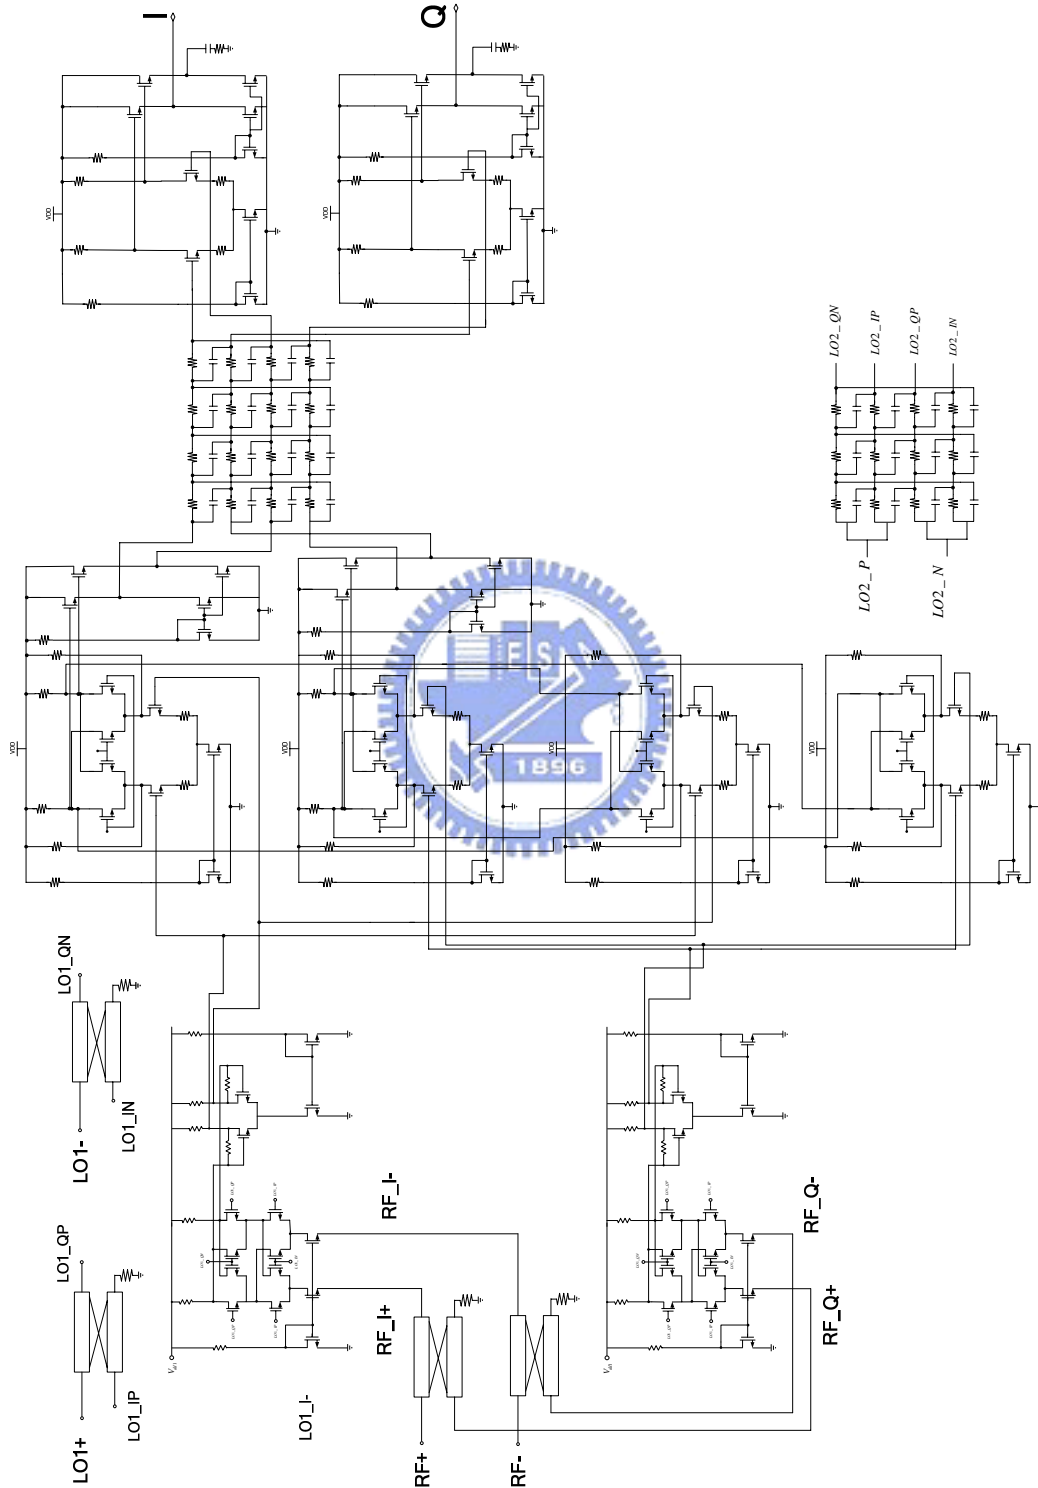 I
Q
VDD
VDD
LO2_QN
LO2_IP
LO2_QP
LO2_IN
LO2_P
LO2_N
VDD
VDD
VDD
VDD
ES
1896
LO1_QN
LO1-
LO1_IN
LO1_QP
LO1+
LO1_IP
RF_I-
RF_I+
LO1_I-
RF_Q-
RF_Q+
RF+
RF-